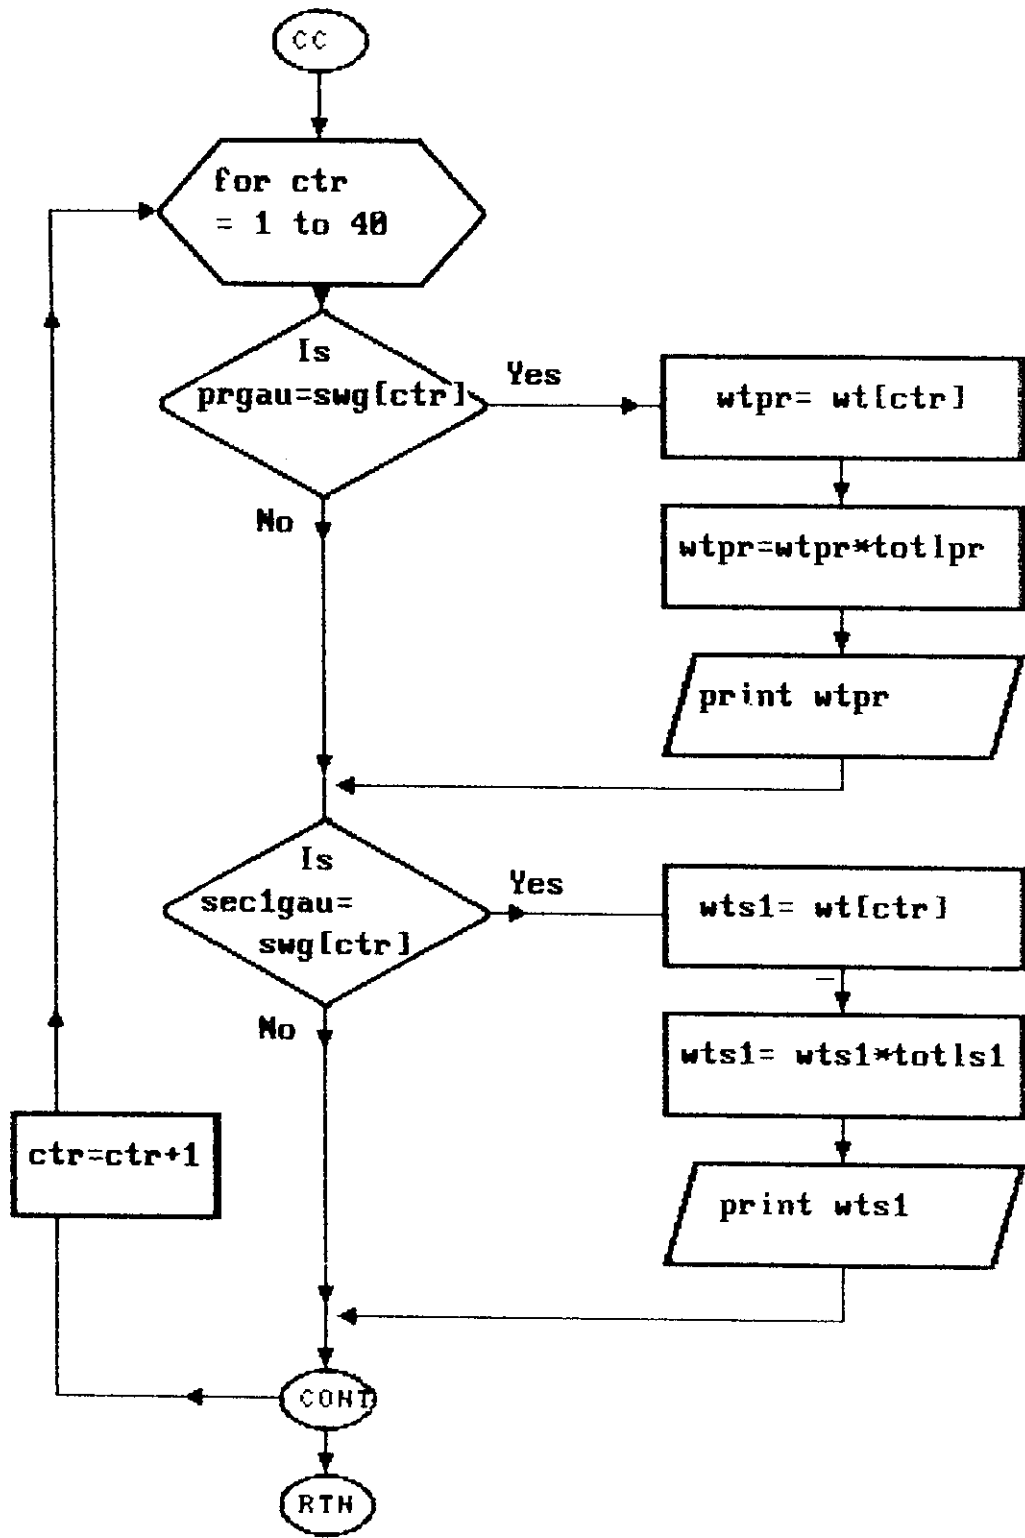 CC
for ctr
= 1 to 40
Is
prgau=swg[ctr]
Yes
wtpr= wt[ctr]
No
wtpr=wtpr*totlpr
print wtpr
Is
sec1gau=
swg[ctr]
Yes
wts1= wt[ctr]
No
wts1= wts1*totls1
ctr=ctr+1
print wts1
CONT
RTN